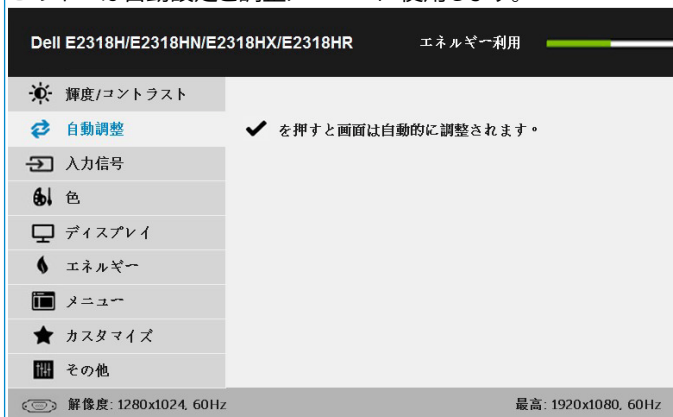 Dell E2318H/E2318HN/E2318HX/E2318HR エネルギー利用
輝度/コントラスト
自動調整 ✔ を押すと画面は自動的に調整されます。
入力信号
色
ディスプレイ
エネルギー
メニュー
カスタマイズ
その他
解像度: 1280x1024, 60Hz 最高: 1920x1080, 60Hz